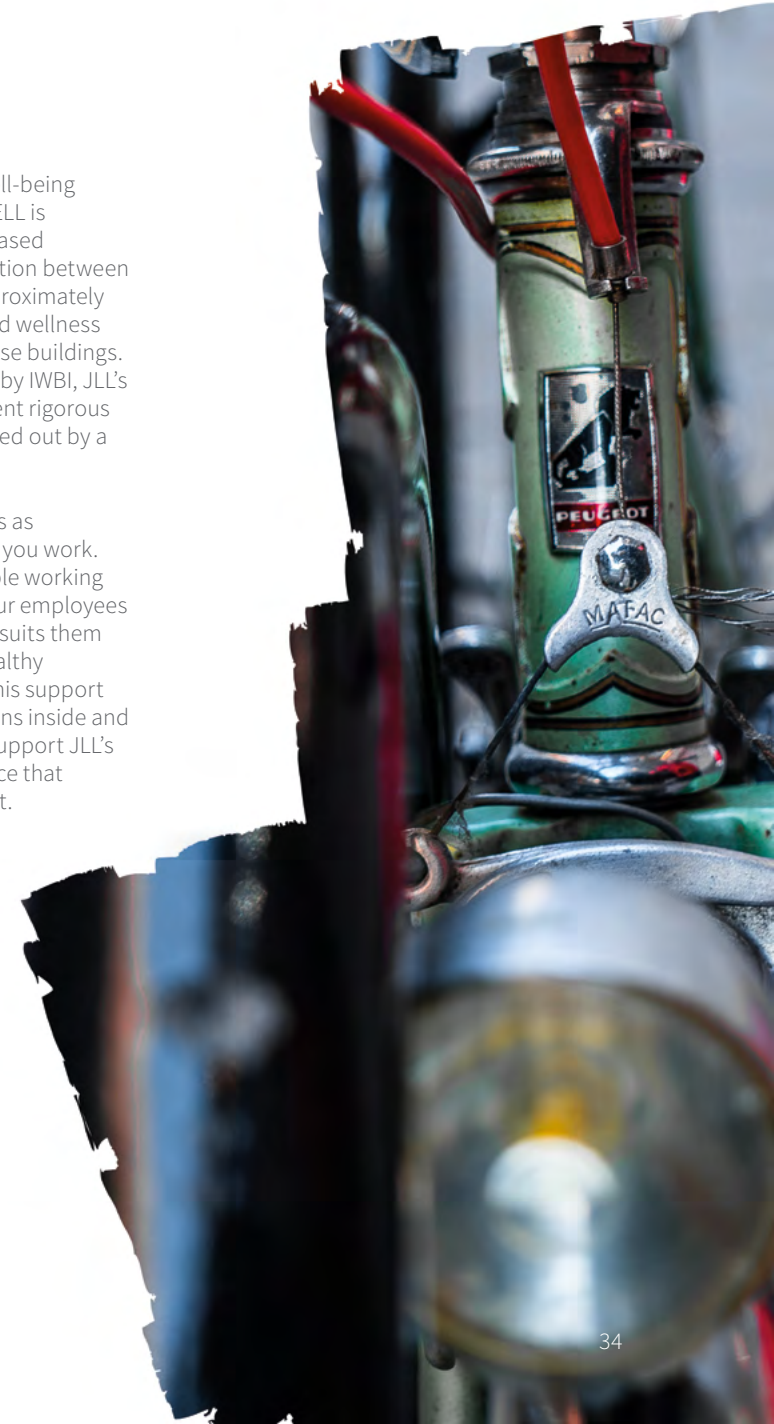 ll-being
ELL is
ased
tion between
roximately
d wellness
se buildings.
by IWBI, JLL’s
ent rigorous
ed out by a
s as
you work.
ble working
ur employees
suits them
althy
his support
ns inside and
upport JLL’s
ce that
t.
PEUGEOT
MAFAC
34